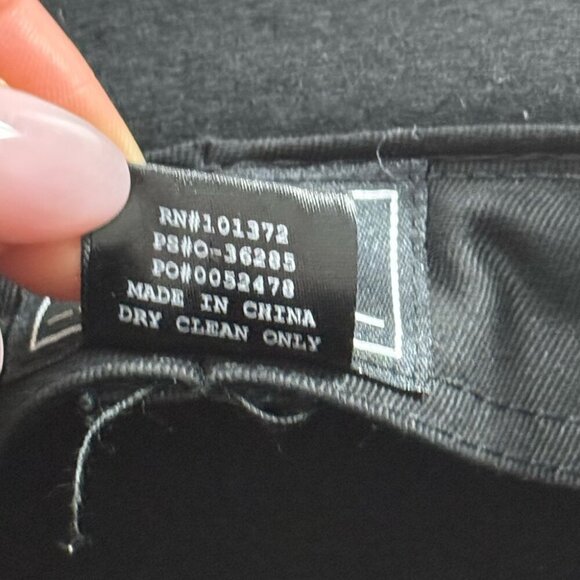 RN#101372
PS#O-36285
PO#0052478
MADE IN CHINA
DRY CLEAN ONLY